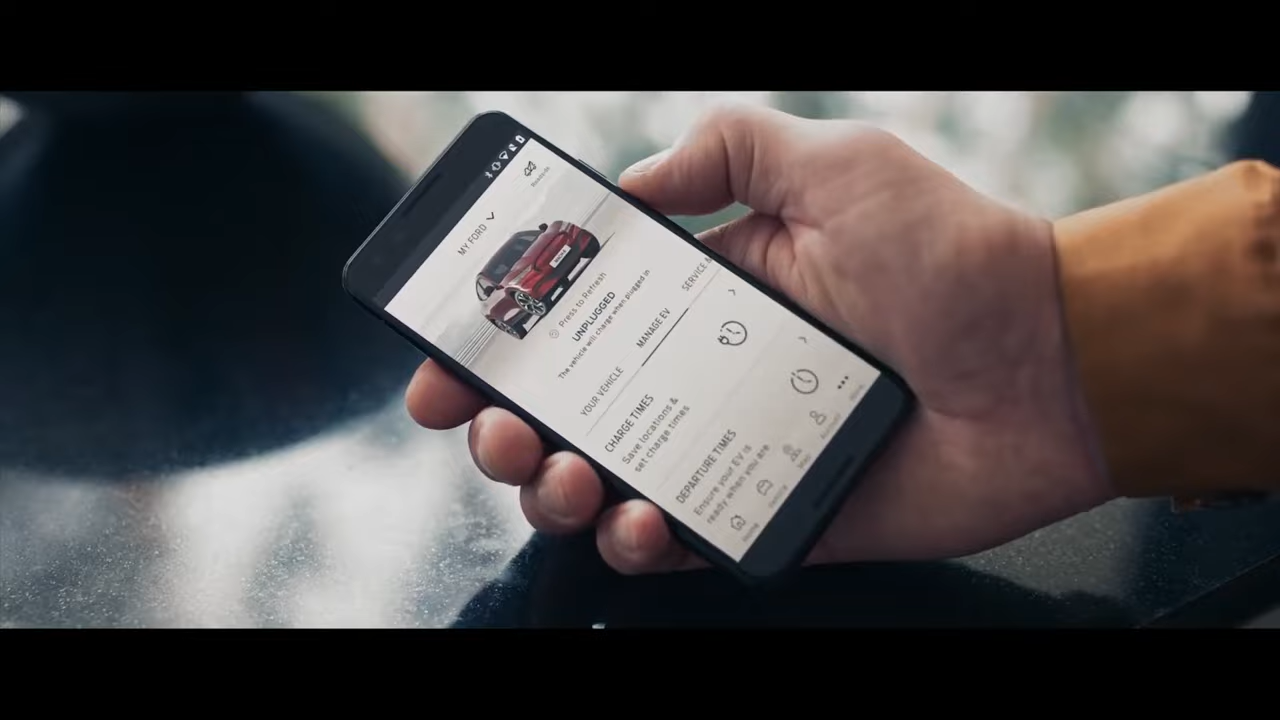 MY FORD
Press to Refresh
UNPLUGGED
The vehicle will charge when plugged in
YOUR VEHICLE MANAGE EV SERVICE
CHARGE TIMES
Save locations &
set charge times
DEPARTURE TIMES
Ensure your EV is
ready when you are
Map